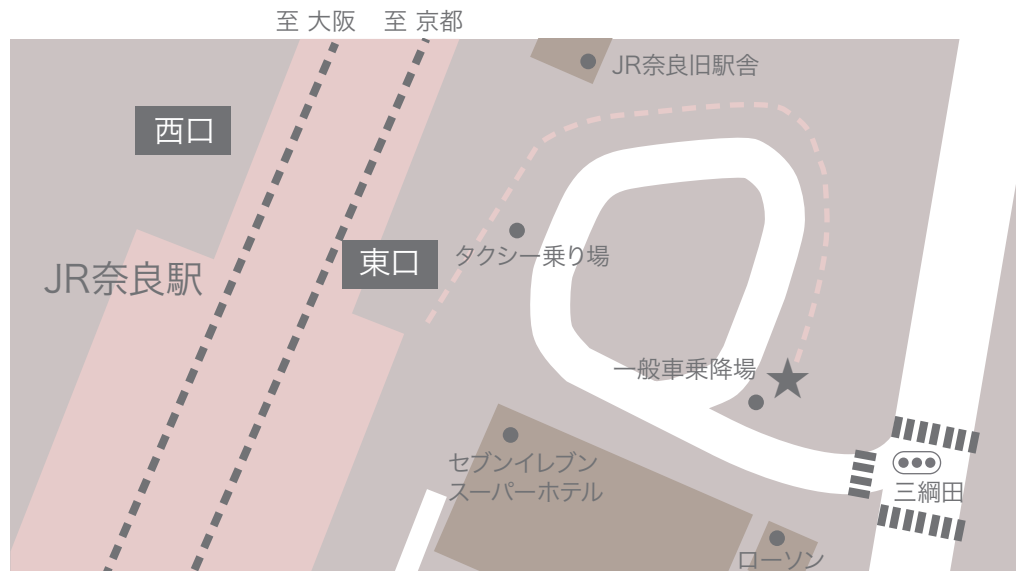 至 大阪
至 京都
JR奈良旧駅舎
西口
タクシー乗り場
東口
JR奈良駅
一般車乗降場
セブンイレブン
スーパーホテル
三綱田
ローソン